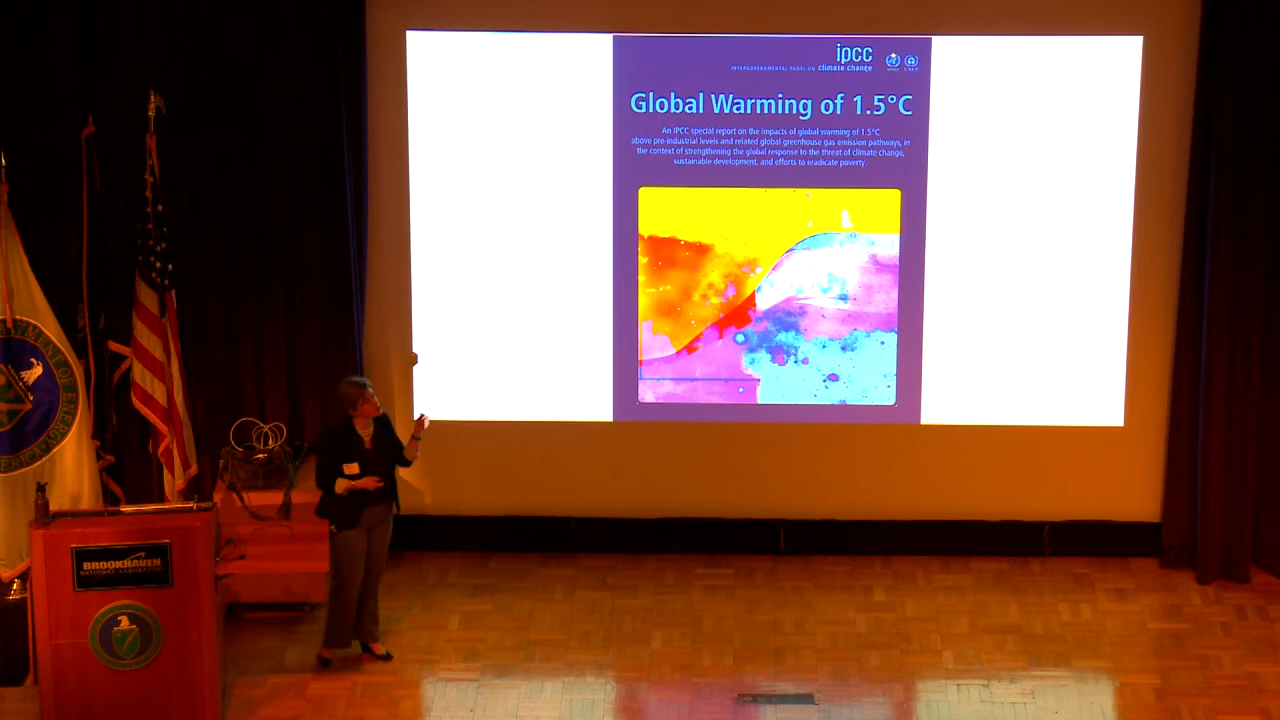 ipcc
INTERGOVERNMENTAL PANEL ON climate change
Global Warming of 1.5°C
An IPCC special report on the impacts of global warming of 1.5°C
above pre-industrial levels and related global greenhouse gas emission pathways, in
the context of strengthening the global response to the threat of climate change,
sustainable development, and efforts to eradicate poverty.
BROOKHAVEN
NATIONAL LABORATORY